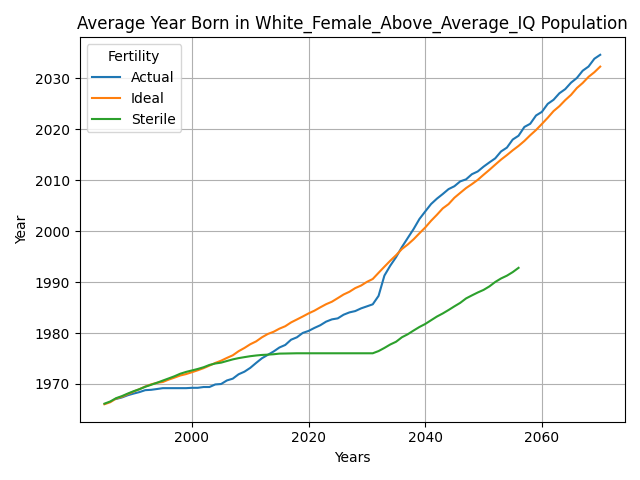 Average Year Born in White_Female_Above_Average_IQ Population
Fertility
Actual
Ideal
Sterile
Year
2030
2020
2010
2000
1990
1980
1970
2000
2020
2040
2060
Years